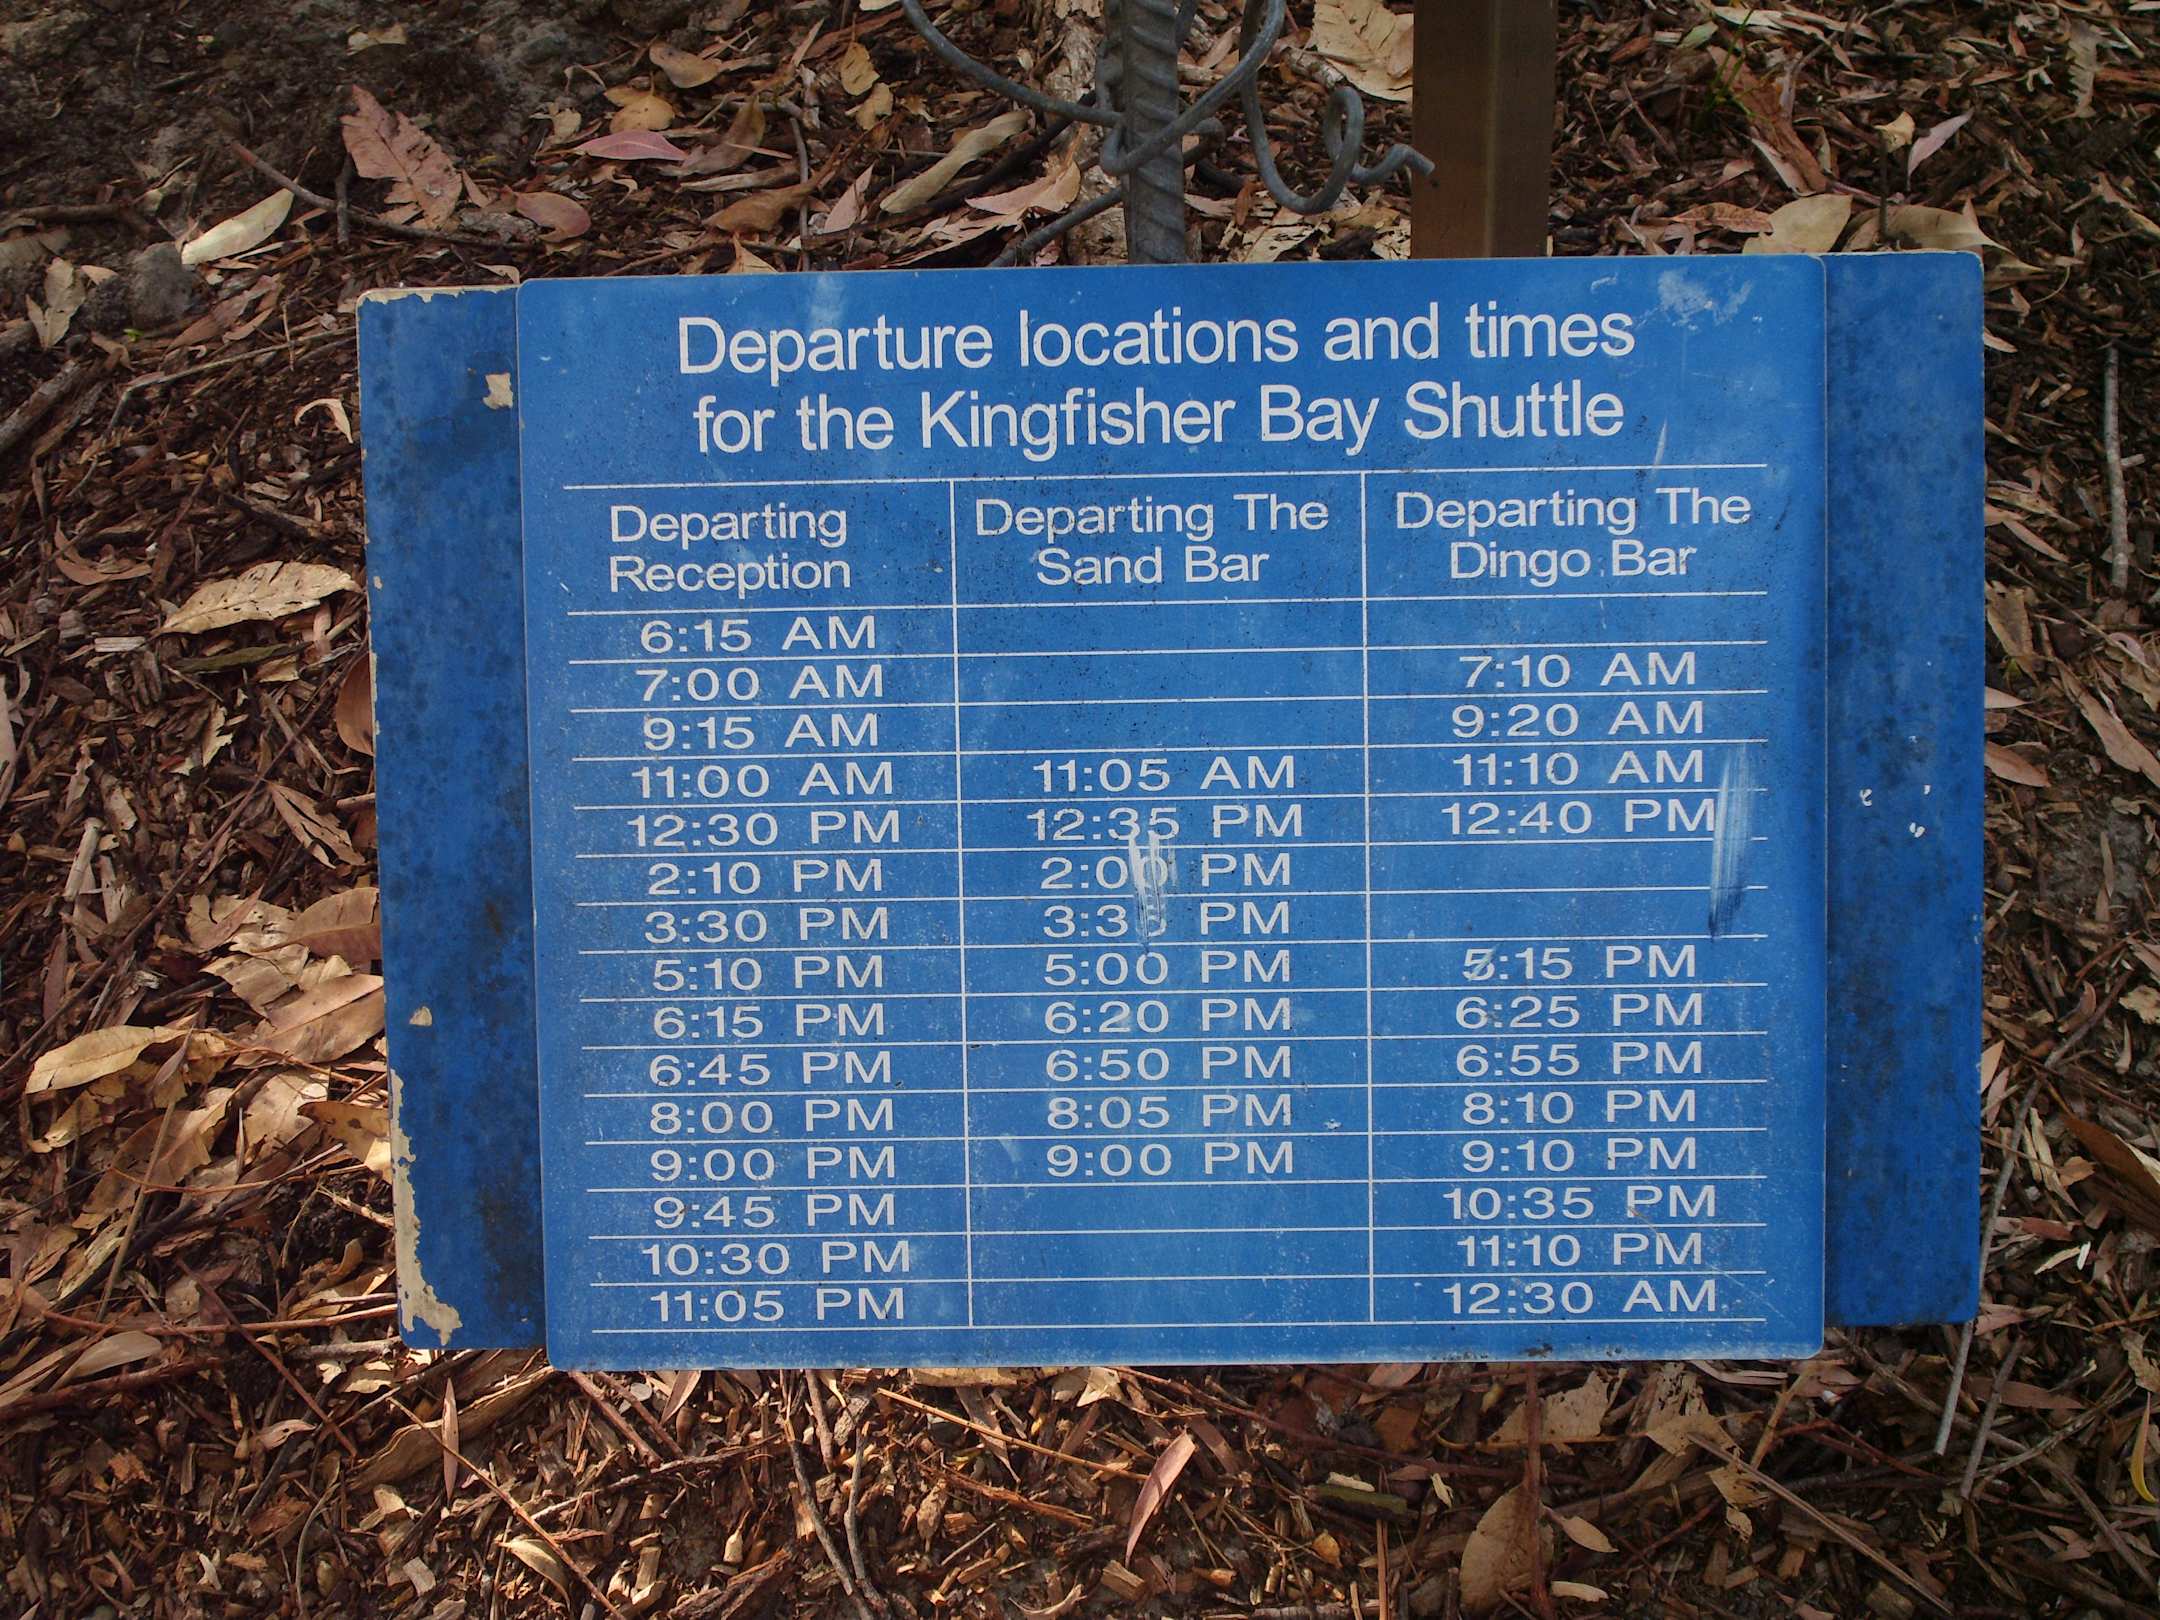 Departure locations and times
for the Kingfisher Bay Shuttle
Departing Reception Departing The Sand Bar Departing The Dingo Bar
6:15 AM
7:00 AM 7:10 AM
9:15 AM 9:20 AM
11:00 AM 11:05 AM 11:10 AM
12:30 PM 12:35 PM 12:40 PM
2:10 PM 2:00 PM
3:30 PM PM
5:10 PM 5:00 PM 5:15 PM
6:15 PM 6:20 PM 6:25 PM
6:45 PM 6:50 PM 6:55 PM
8:00 PM 8:05 PM 8:10 PM
9:00 PM 9:00 PM 9:10 PM
9:45 PM 10:35 PM
10:30 PM 11:10 PM
11:05 PM 12:30 AM